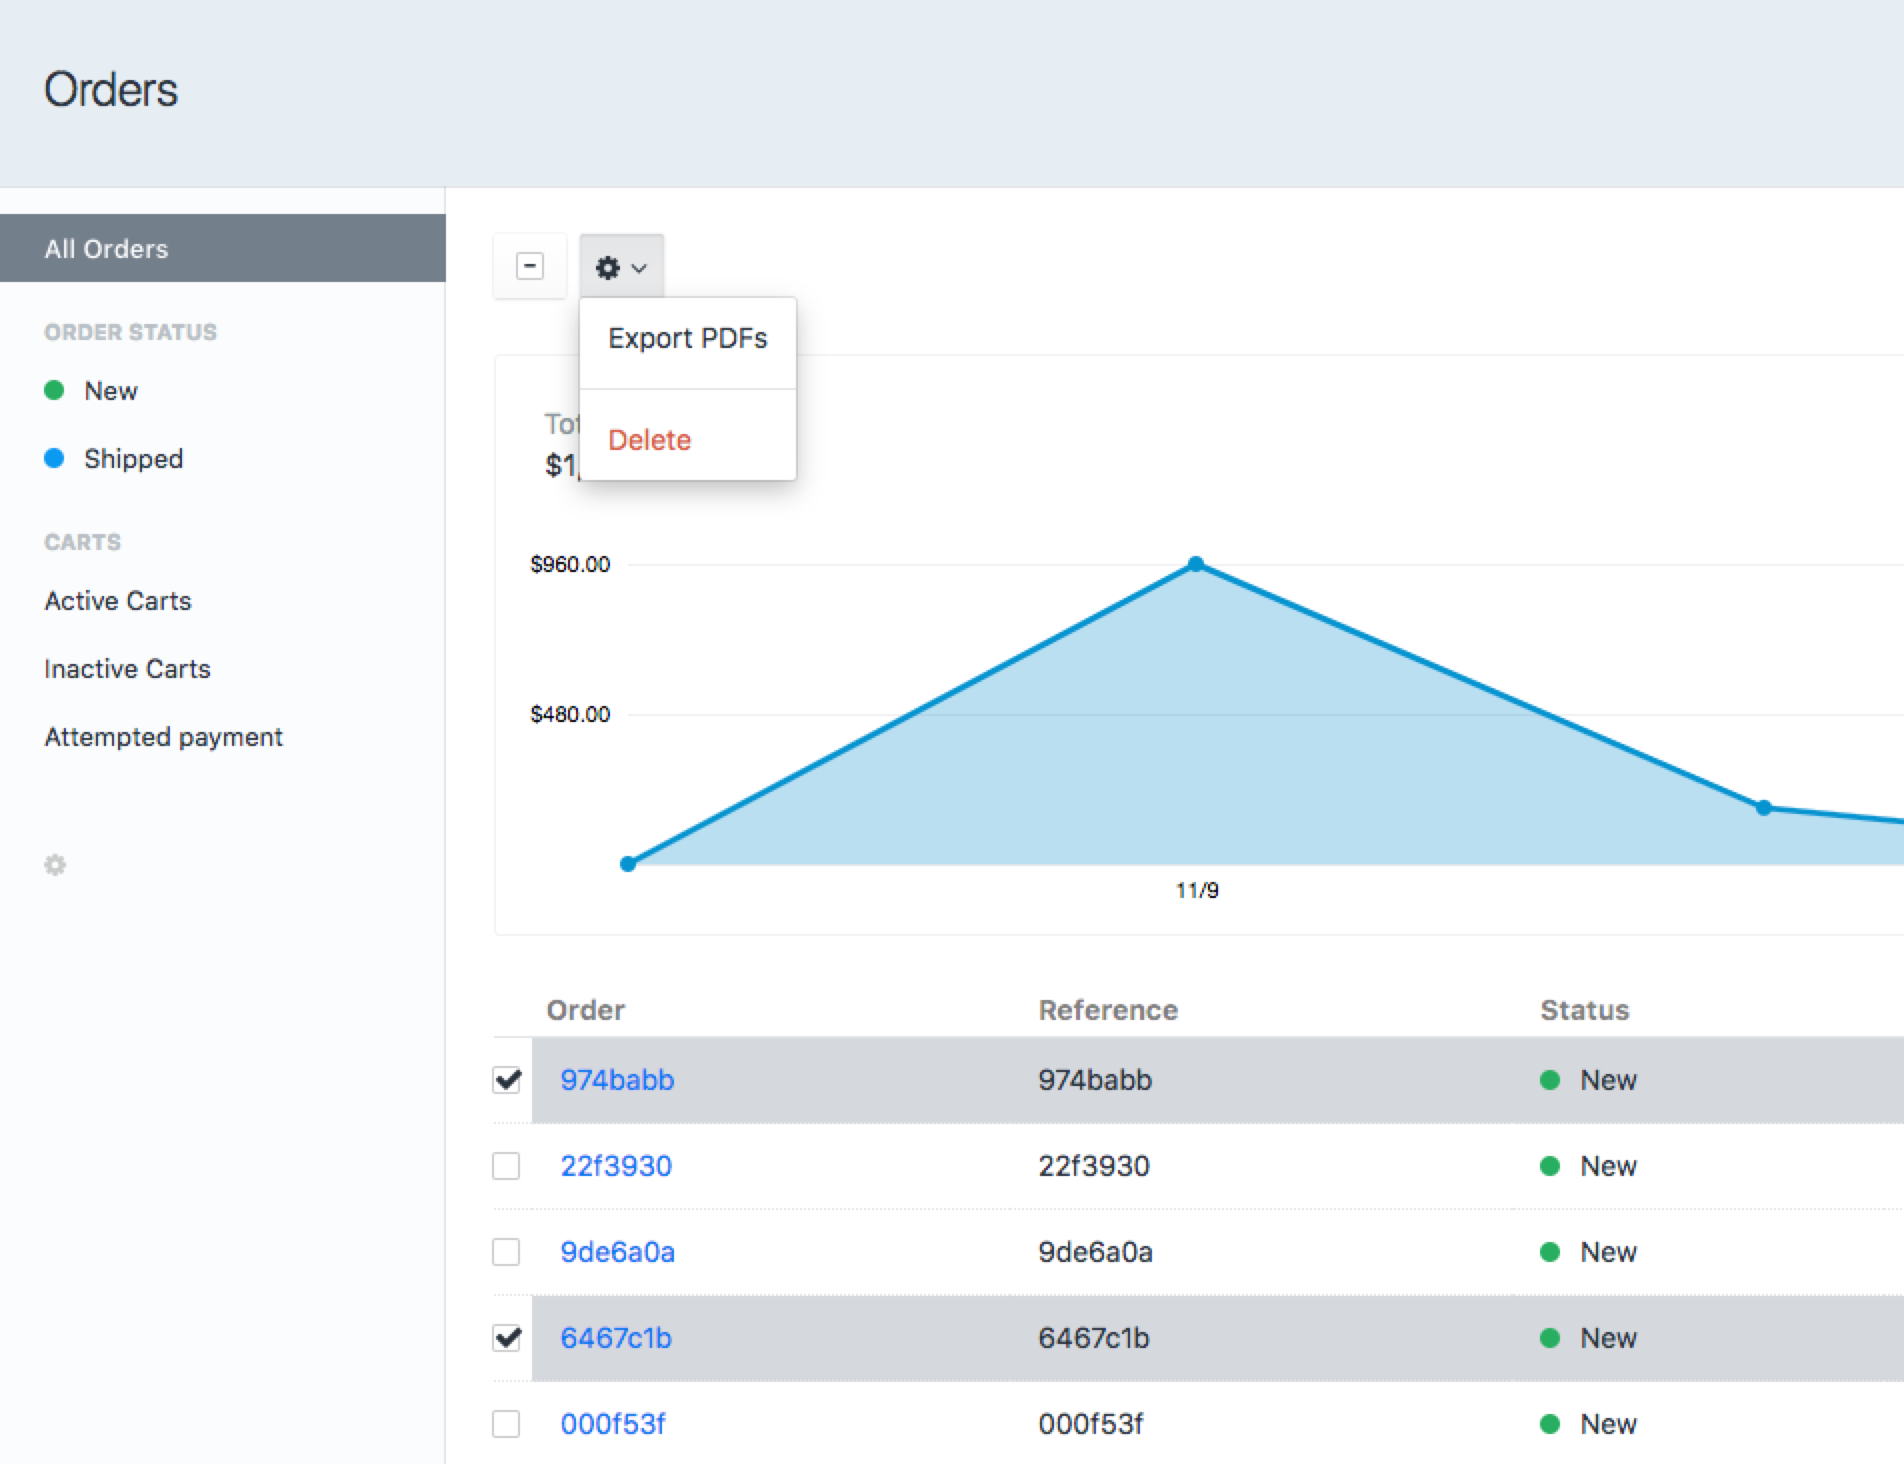 Orders
All Orders
ORDER STATUS
New
Shipped
CARTS
Active Carts
Inactive Carts
Attempted payment
Export PDFs
Delete
$1,
$960.00
$480.00
11/9
Order Reference Status
974babb 974babb New
22f3930 22f3930 New
9de6a0a 9de6a0a New
6467c1b 6467c1b New
000f53f 000f53f New